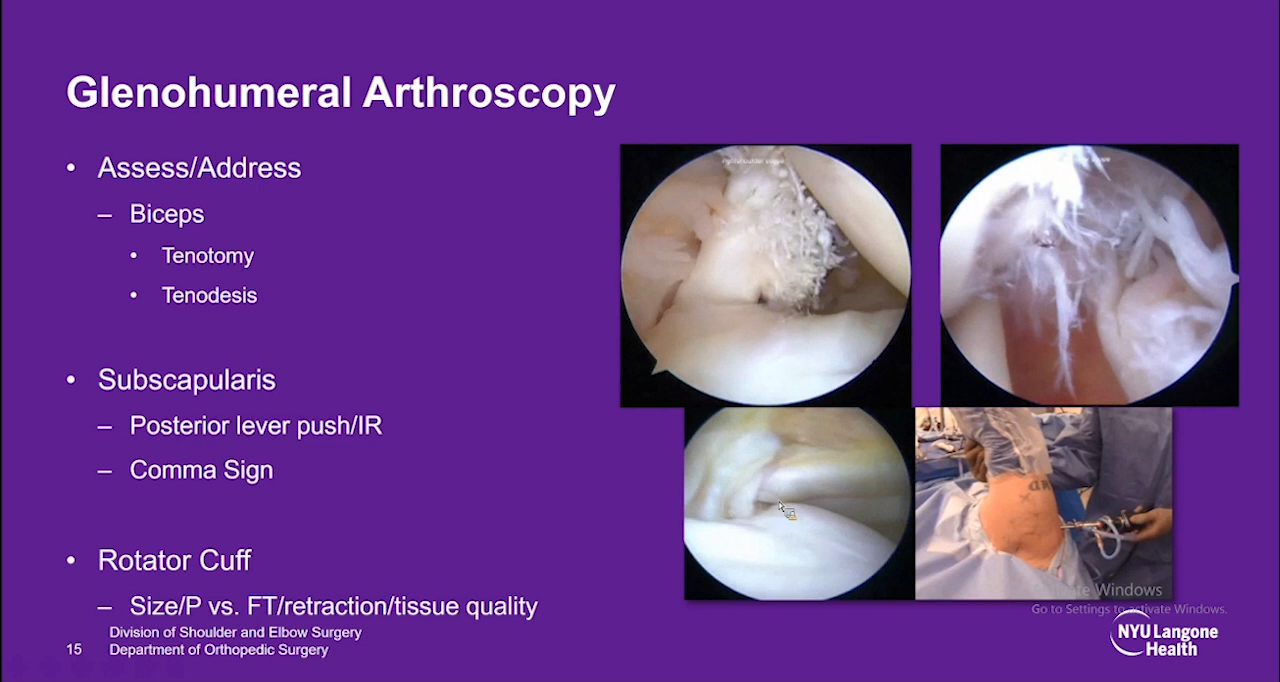 Glenohumeral Arthroscopy
• Assess/Address
– Biceps
• Tenotomy
• Tenodesis
• Subscapularis
– Posterior lever push/IR
– Comma Sign
• Rotator Cuff
– Size/P vs. FT/retraction/tissue quality
Division of Shoulder and Elbow Surgery
15 Department of Orthopedic Surgery
Activate Windows
Go to Settings to activate Windows.
NYU Langone
Health